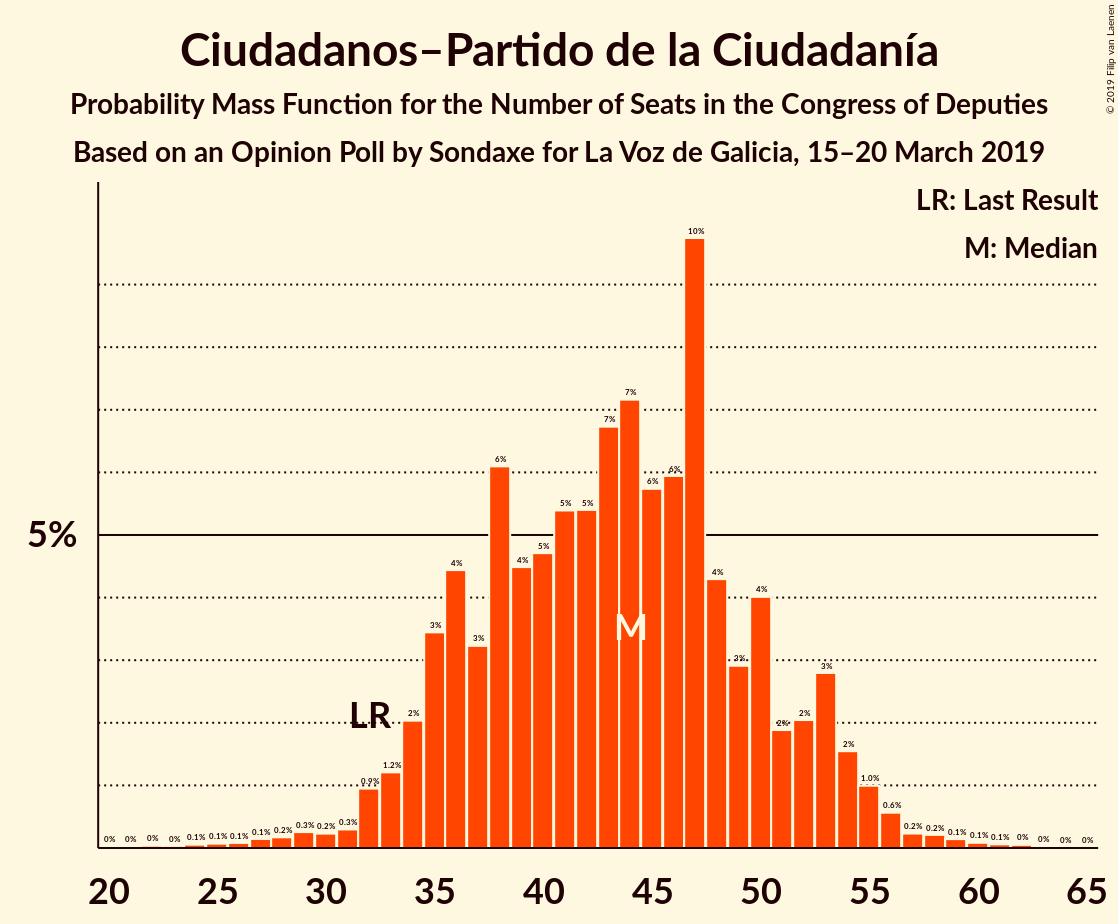 Ciudadanos–Partido de la Ciudadanía
Probability Mass Function for the Number of Seats in the Congress of Deputies
Based on an Opinion Poll by Sondaxe for La Voz de Galicia, 15–20 March 2019
© 2019 Filip van Laenen
LR: Last Result
M: Median
5%
0% 0% 0% 0% 0.1% 0.1% 0.1% 0.1% 0.2% 0.3% 0.2% 0.3% 0.9% 1.2% 2% 3% 4% 3% 6% 4% 5% 5% 5% 7% 7% 6% 6% 10% 4% 3% 4% 2% 2% 3% 2% 1.0% 0.6% 0.2% 0.2% 0.1% 0.1% 0.1% 0% 0% 0% 0%
LR
M
20 25 30 35 40 45 50 55 60 65